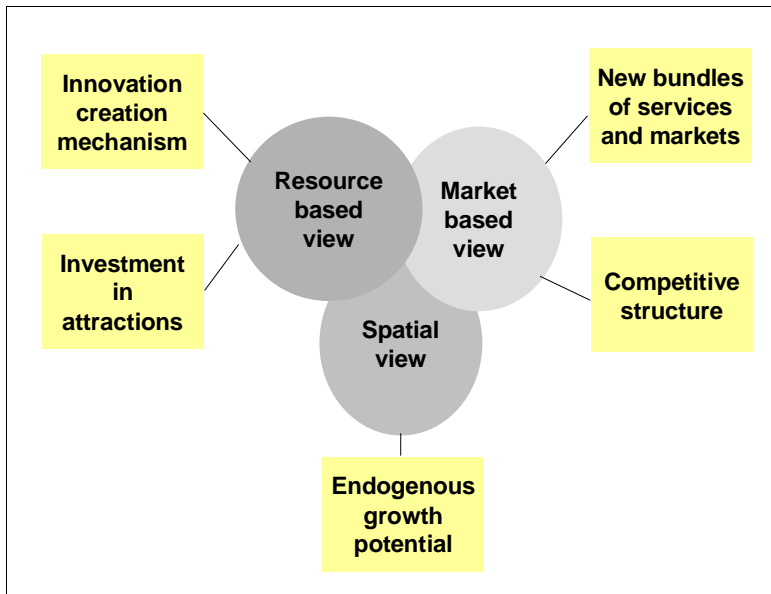 Innovation
creation
mechanism
New bundles
of services
and markets
Resource
based
view
Market
based
view
Investment
in
attractions
Competitive
structure
Spatial
view
Endogenous
growth
potential